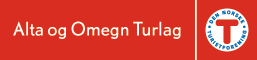 Alta og Omegn Turlag
DEN NORSKE
T
TURISTFORENING